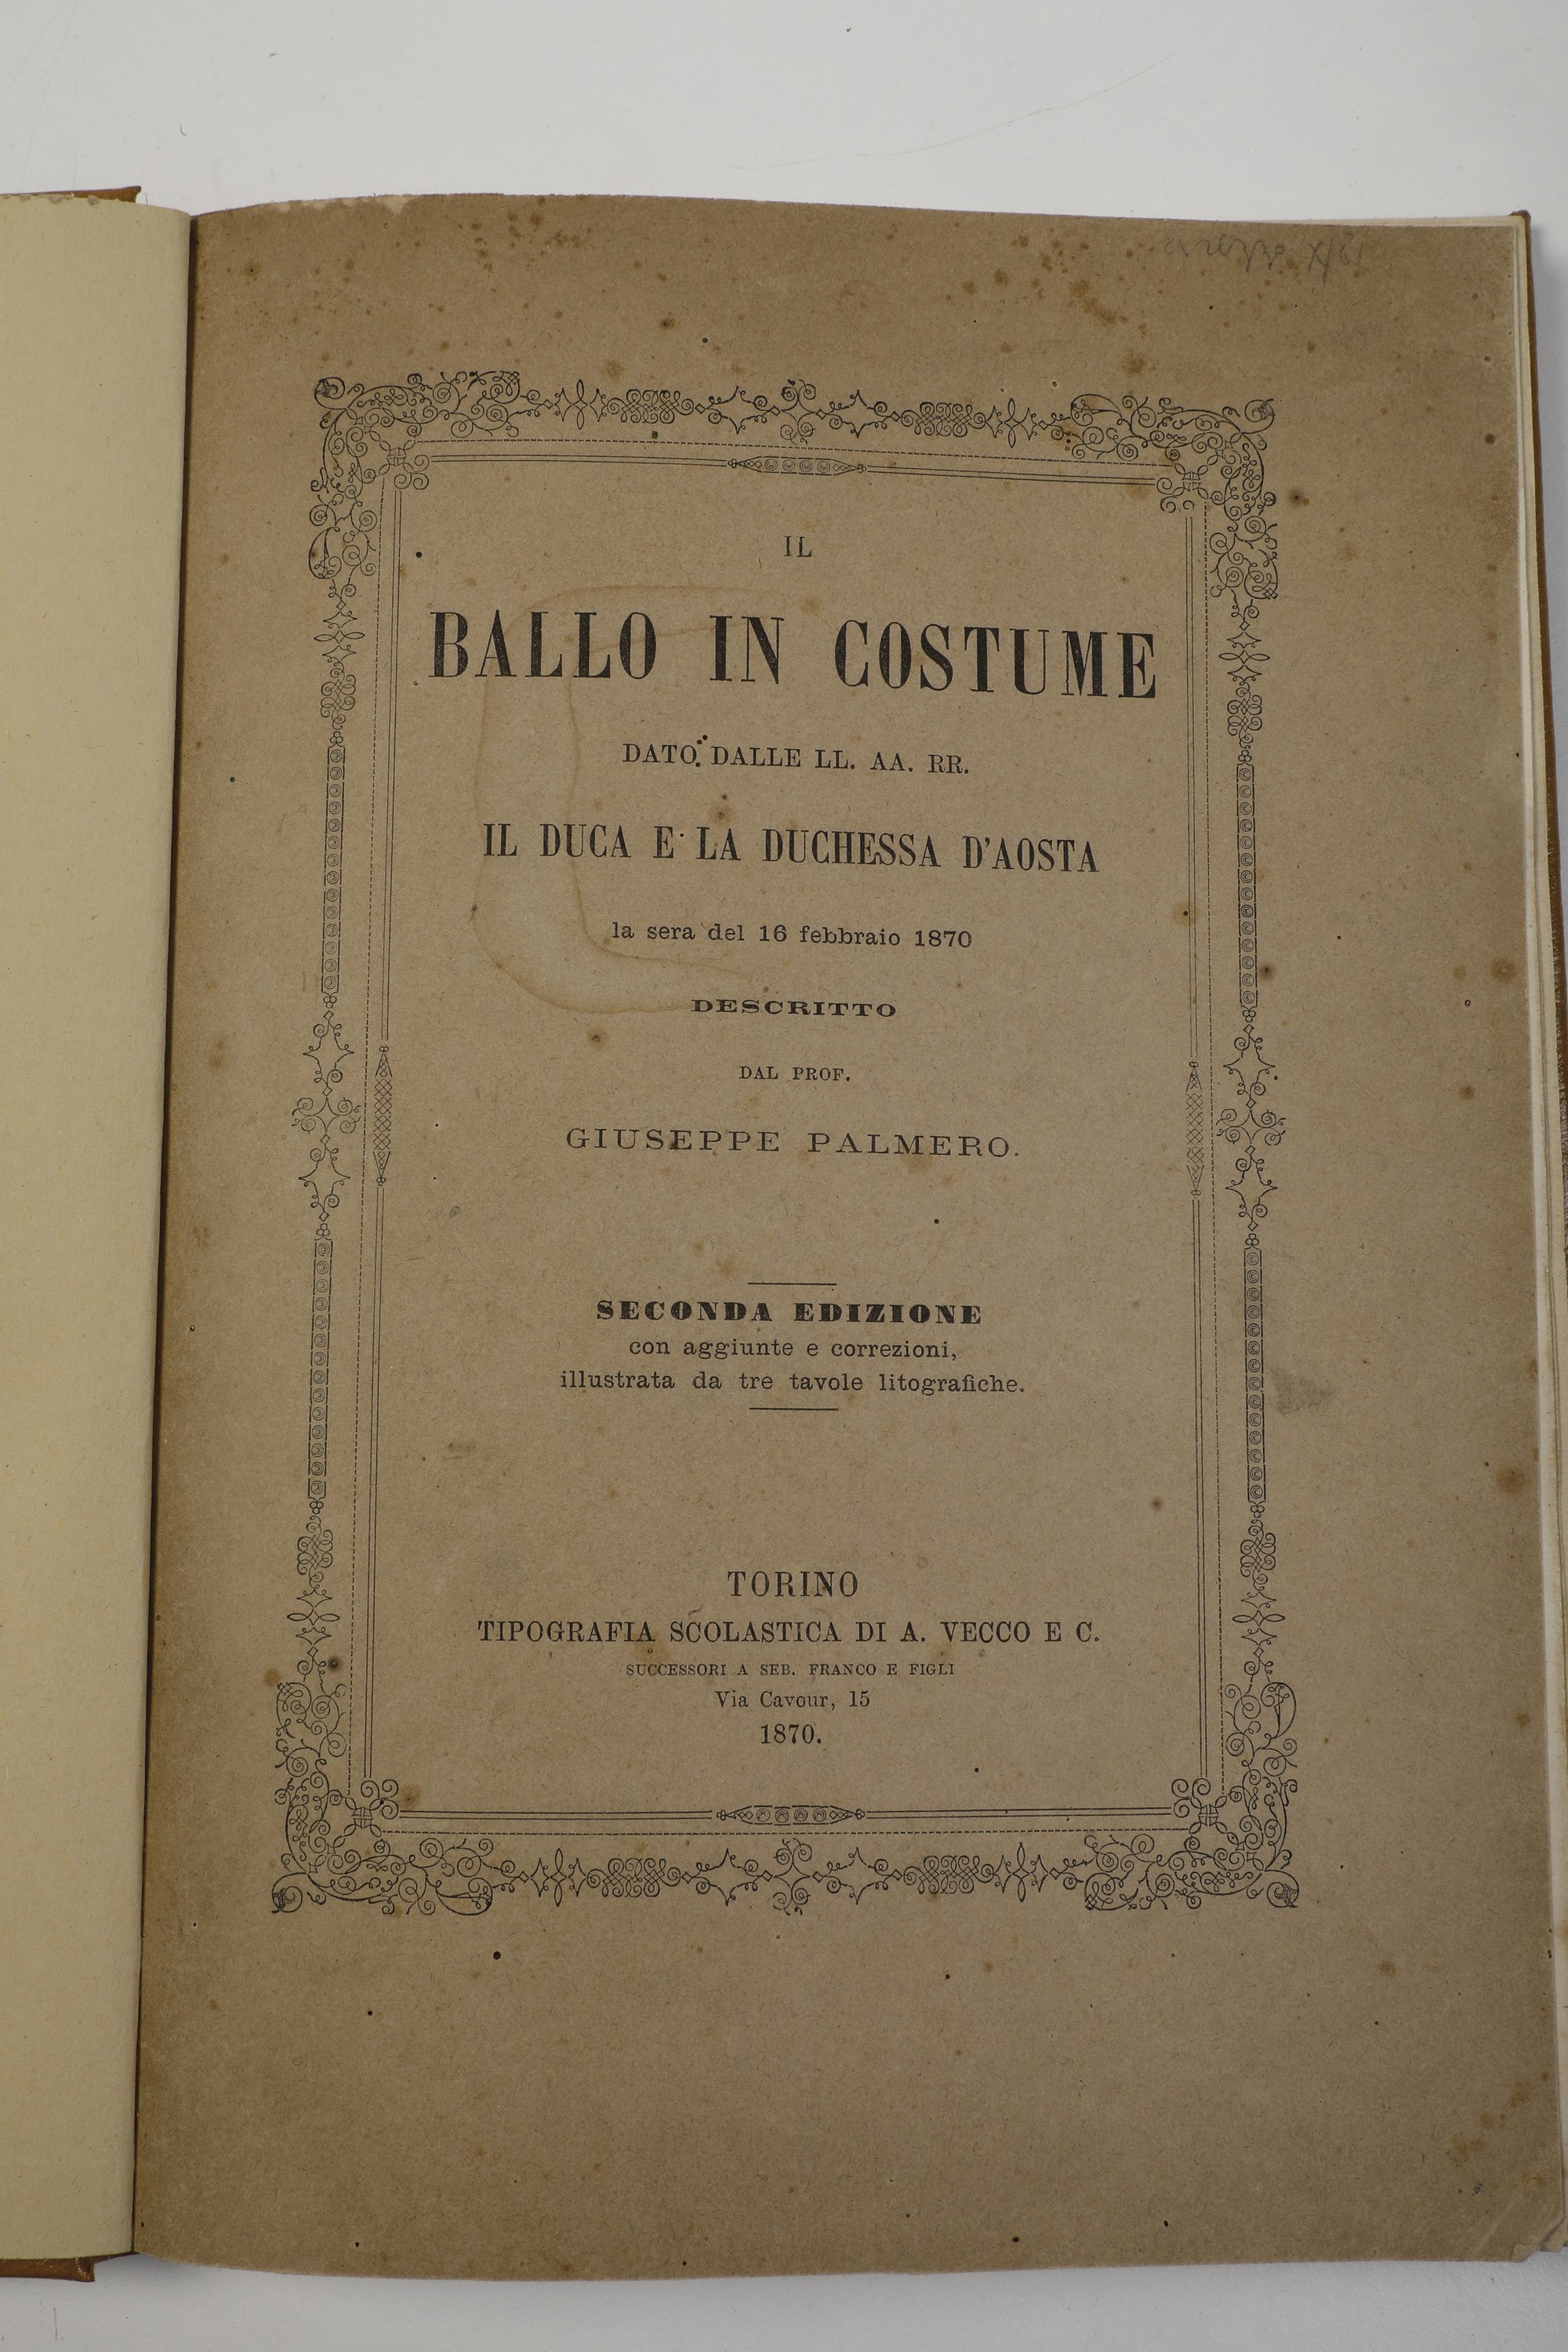 IL
BALLO IN COSTUME
DATO DALLE LL. AA. RR.
IL DUCA E LA DUCHESSA D'AOSTA
la sera del 16 febbraio 1870
DESCRITTO
DAL PROF.
GIUSEPPE PALMERO.
SECONDA EDIZIONE
con aggiunte e correzioni,
illustrata da tre tavole litografiche.
TORINO
TIPOGRAFIA SCOLASTICA DI A. VECCO E C.
SUCCESSORI A SEB. FRANCO E FIGLI
Via Cavour, 15
1870.